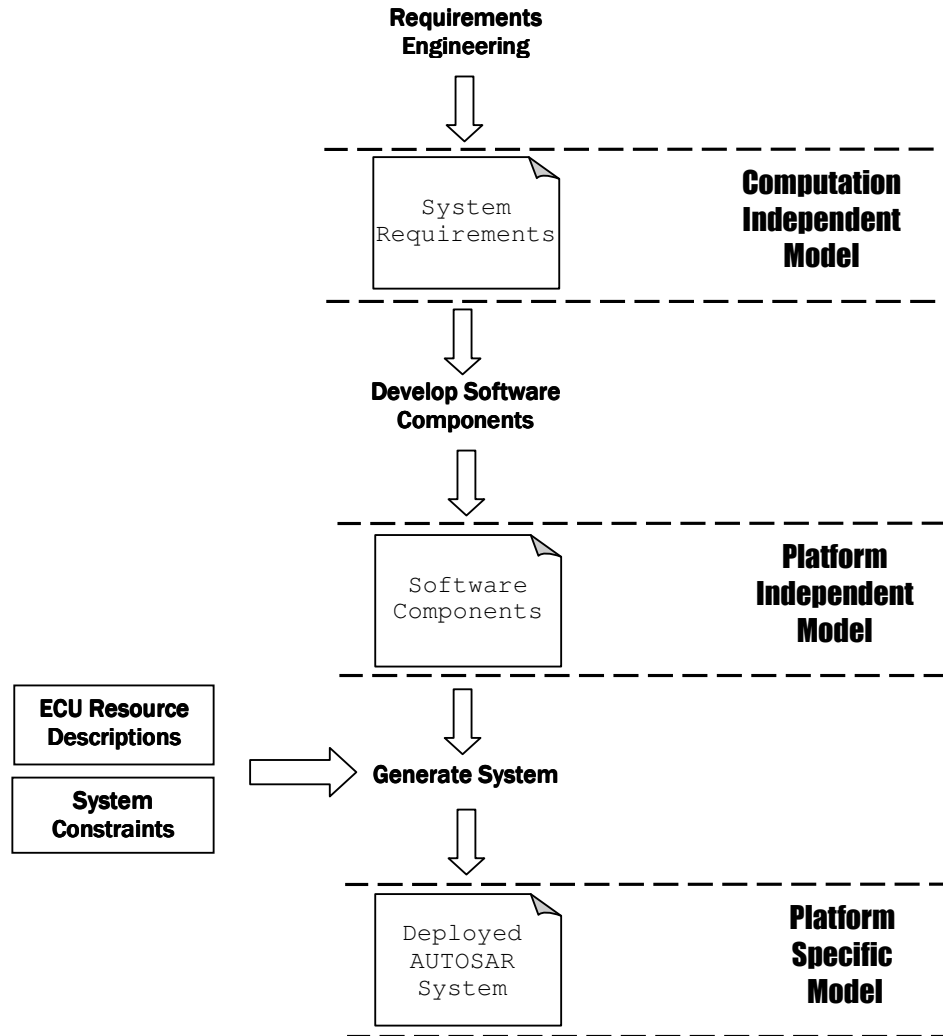 Requirements
Engineering
System
Requirements
Computation
Independent
Model
Develop Software
Components
Software
Components
Platform
Independent
Model
ECU Resource
Descriptions
System
Constraints
Generate System
Deployed
AUTOSAR
System
Platform
Specific
Model